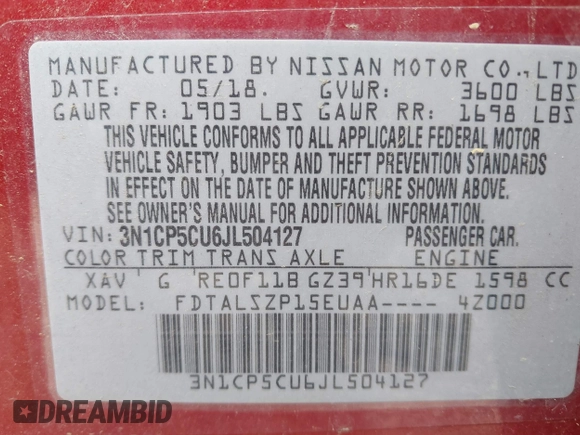 MANUFACTURED BY NISSAN MOTOR CO., LTD
DATE: 05/18. GVWR: 3600 LBS
GAWR FR: 1903 LBS GAWR RR: 1698 LBS
THIS VEHICLE CONFORMS TO ALL APPLICABLE FEDERAL MOTOR
VEHICLE SAFETY, BUMPER AND THEFT PREVENTION STANDARDS
IN EFFECT ON THE DATE OF MANUFACTURE SHOWN ABOVE.
SEE OWNER'S MANUAL FOR ADDITIONAL INFORMATION.
VIN: 3N1CP5CU6JL504127 PASSENGER CAR.
COLOR TRIM TRANS AXLE ENGINE
XAV G RE0F11B GZ39 HR16DE 1598 CC
MODEL: FDTALSZP15EUAA---- 4Z000
3N1CP5CU6JL504127
DREAMBID